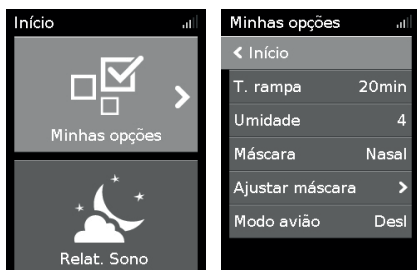 Início
Minhas opções
Relat. Sono
Minhas opções
Início
T. rampa 20min
Umidade 4
Máscara Nasal
Ajustar máscara
Modo avião Desl